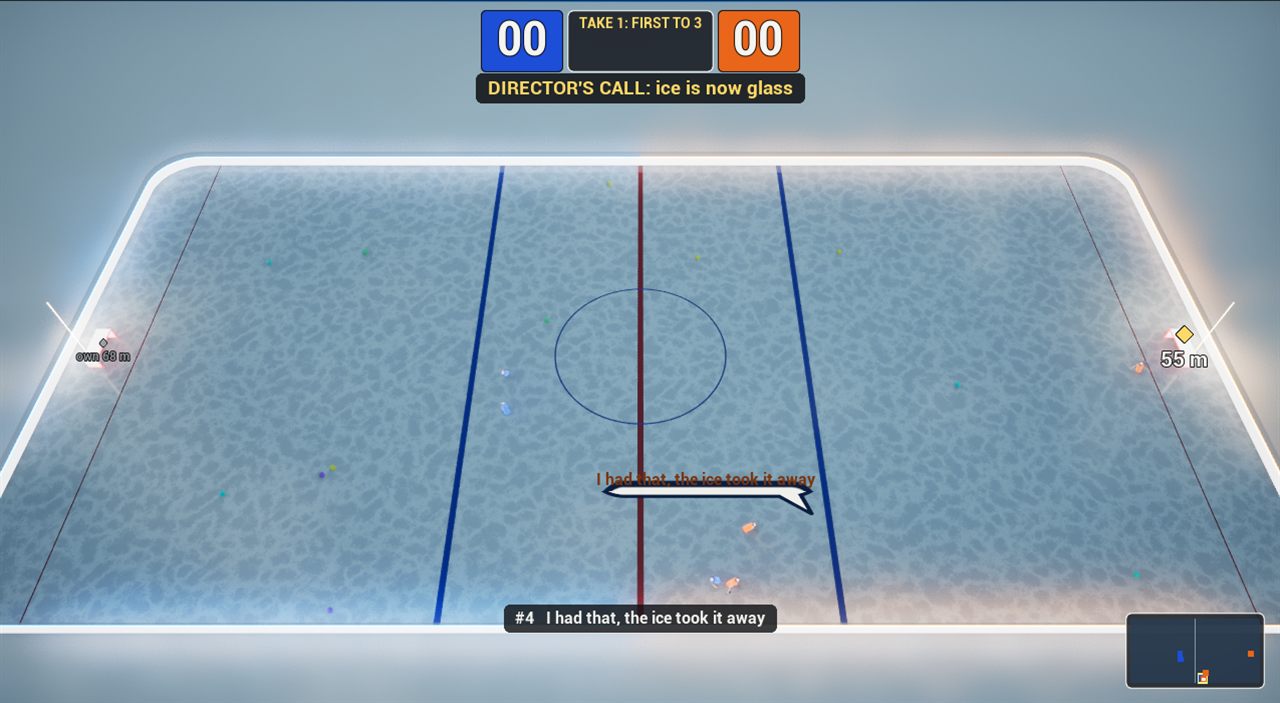 00
TAKE 1: FIRST TO 3
00
DIRECTOR'S CALL: ice is now glass
own 68 m
55 m
I had that, the ice took it away
#4 I had that, the ice took it away